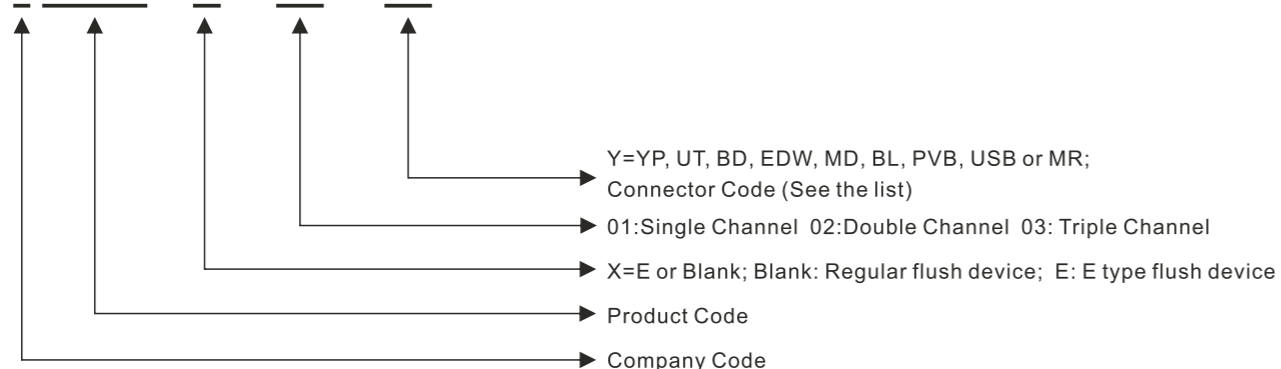 Y=YP, UT, BD, EDW, MD, BL, PVB, USB or MR;
Connector Code (See the list)
01:Single Channel 02:Double Channel 03: Triple Channel
X=E or Blank; Blank: Regular flush device; E: E type flush device
Product Code
Company Code